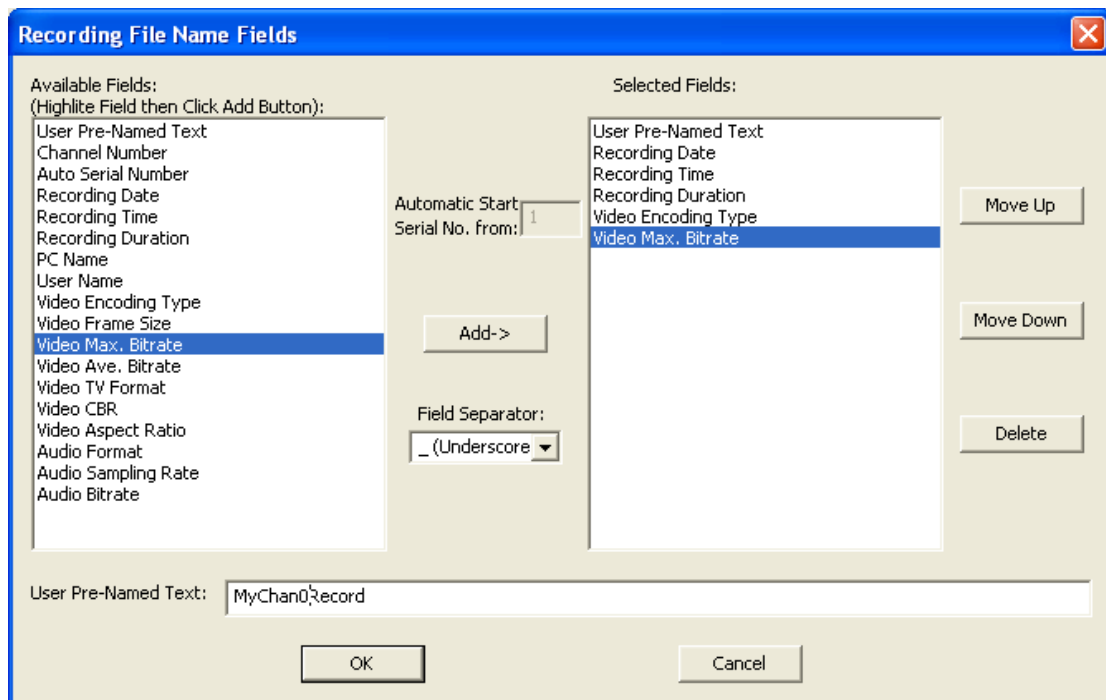 Recording File Name Fields
Available Fields:
(Highlite Field then Click Add Button):
User Pre-Named Text
Channel Number
Auto Serial Number
Recording Date
Recording Time
Recording Duration
PC Name
User Name
Video Encoding Type
Video Frame Size
Video Max. Bitrate
Video Ave. Bitrate
Video TV Format
Video CBR
Video Aspect Ratio
Audio Format
Audio Sampling Rate
Audio Bitrate
Automatic Start
Serial No. from: 1
Add->
Field Separator:
_ (Underscore
Selected Fields:
User Pre-Named Text
Recording Date
Recording Time
Recording Duration
Video Encoding Type
Video Max. Bitrate
Move Up
Move Down
Delete
User Pre-Named Text: MyChan0Record
OK
Cancel